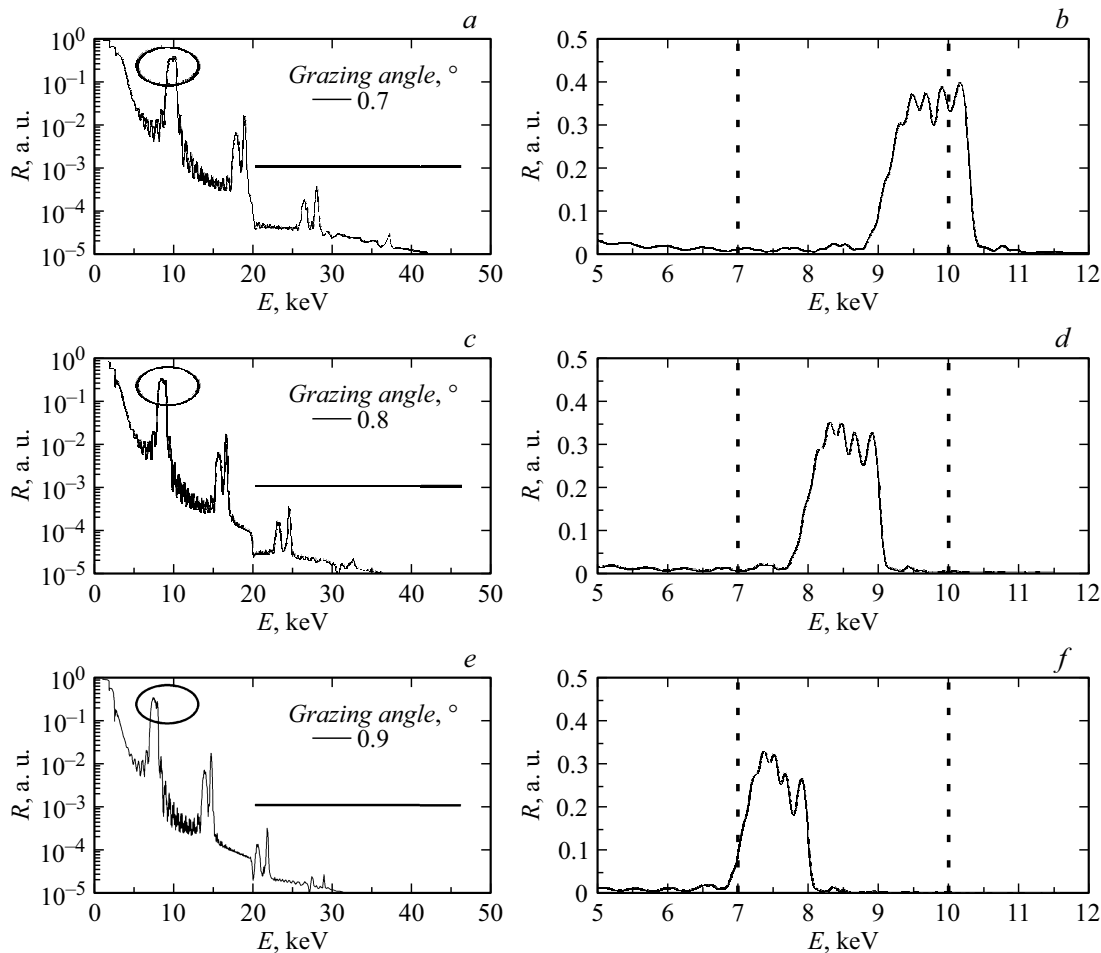 a
10⁰
10⁻¹
10⁻²
10⁻³
10⁻⁴
10⁻⁵
R, a. u.
Grazing angle, °
0.7
0 10 20 30 40 50
E, keV
b
0.5
0.4
0.3
0.2
0.1
0
R, a. u.
5 6 7 8 9 10 11 12
E, keV
c
10⁰
10⁻¹
10⁻²
10⁻³
10⁻⁴
10⁻⁵
R, a. u.
Grazing angle, °
0.8
0 10 20 30 40 50
E, keV
d
0.5
0.4
0.3
0.2
0.1
0
R, a. u.
5 6 7 8 9 10 11 12
E, keV
e
10⁰
10⁻¹
10⁻²
10⁻³
10⁻⁴
10⁻⁵
R, a. u.
Grazing angle, °
0.9
0 10 20 30 40 50
E, keV
f
0.5
0.4
0.3
0.2
0.1
0
R, a. u.
5 6 7 8 9 10 11 12
E, keV